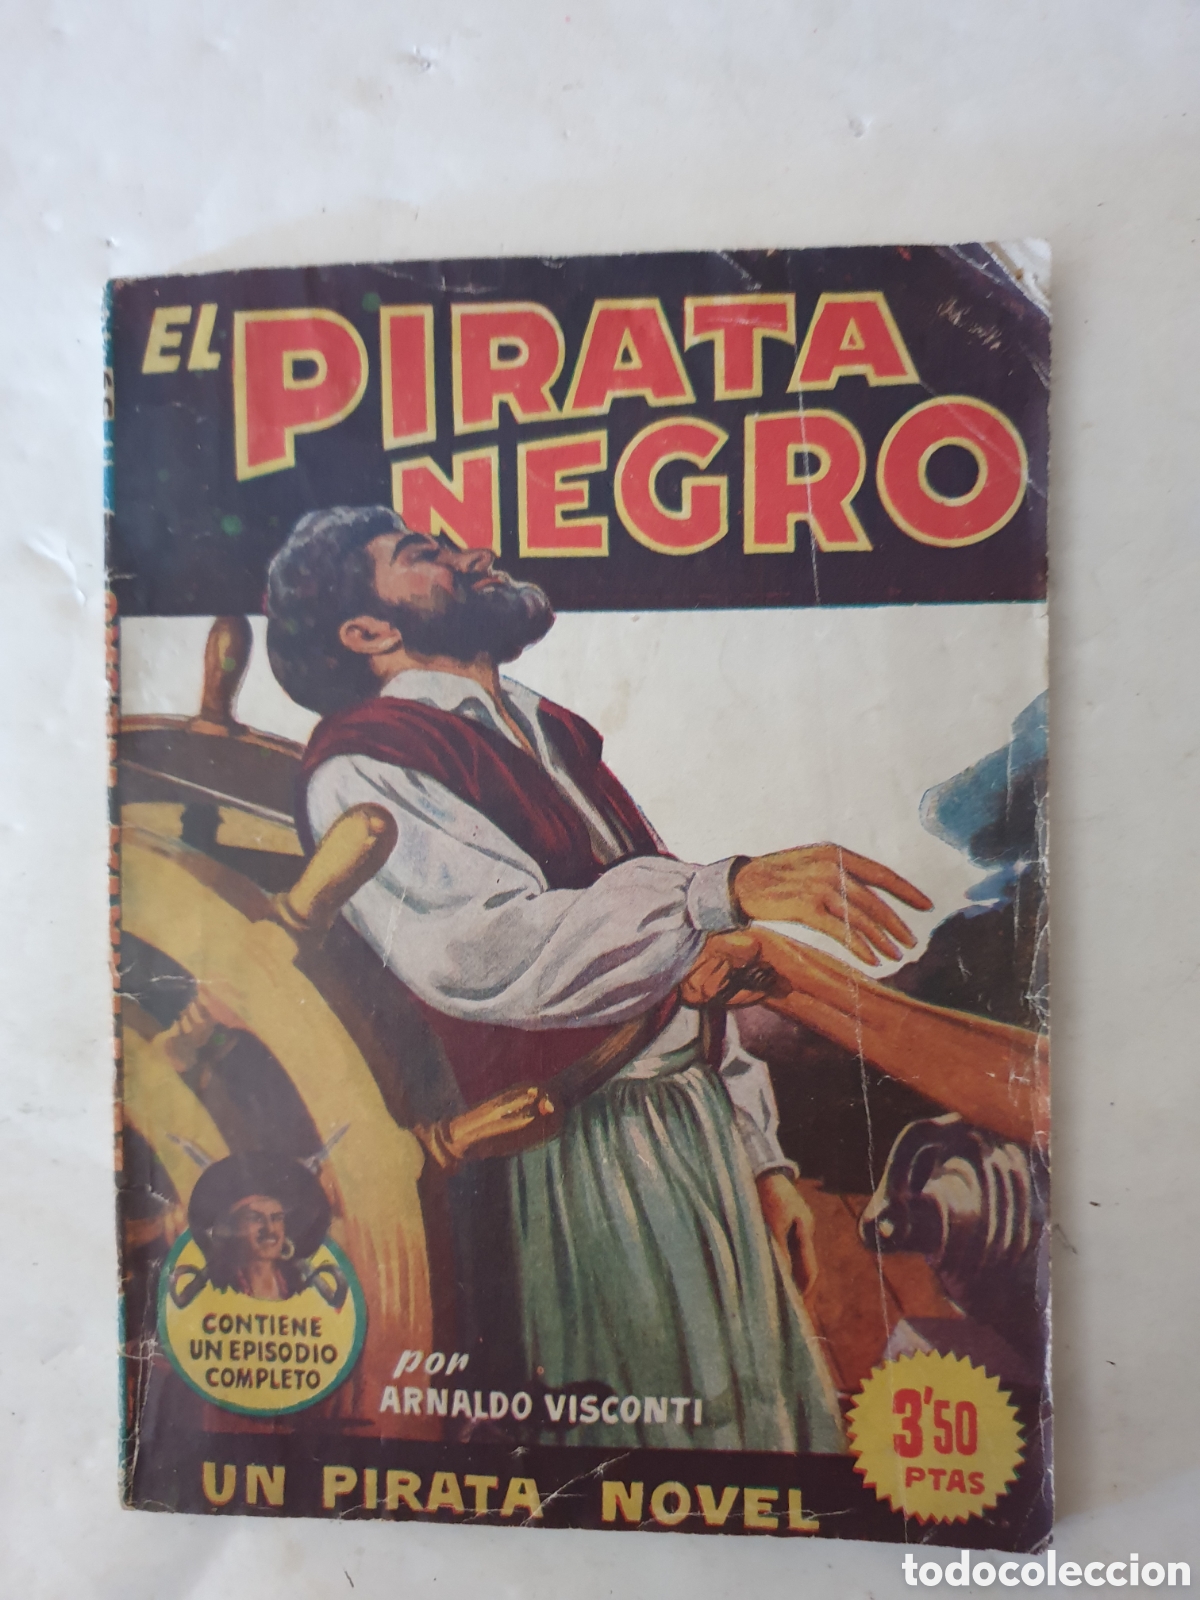 EL PIRATA
NEGRO
CONTIENE
UN EPISODIO
COMPLETO
por
ARNALDO VISCONTI
3'50
PTAS
UN PIRATA NOVEL
todocoleccion